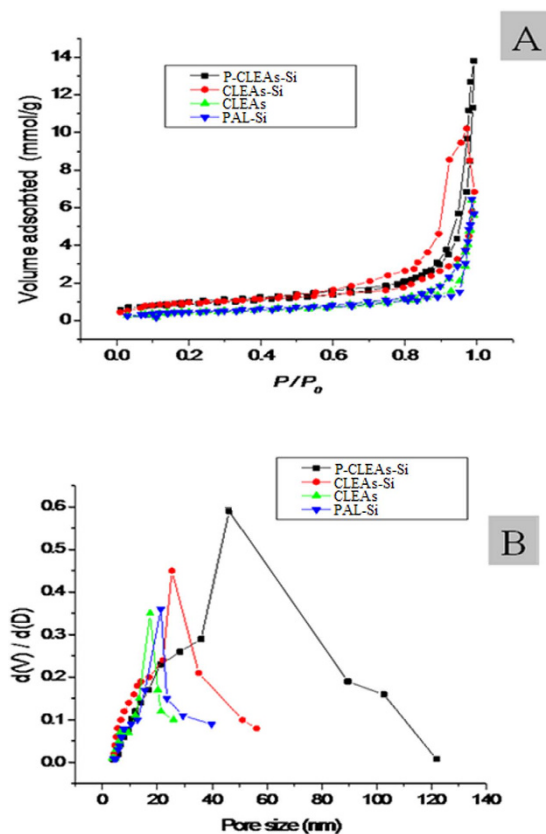 A
P-CLEAs-Si
CLEAs-Si
CLEAs
PAL-Si
Volume adsorbted (mmol/g)
14
12
10
8
6
4
2
0
0.0 0.2 0.4 0.6 0.8 1.0
P/Po
B
P-CLEAs-Si
CLEAs-Si
CLEAs
PAL-Si
d(V) / d(D)
0.6
0.5
0.4
0.3
0.2
0.1
0.0
0 20 40 60 80 100 120 140
Pore size (nm)